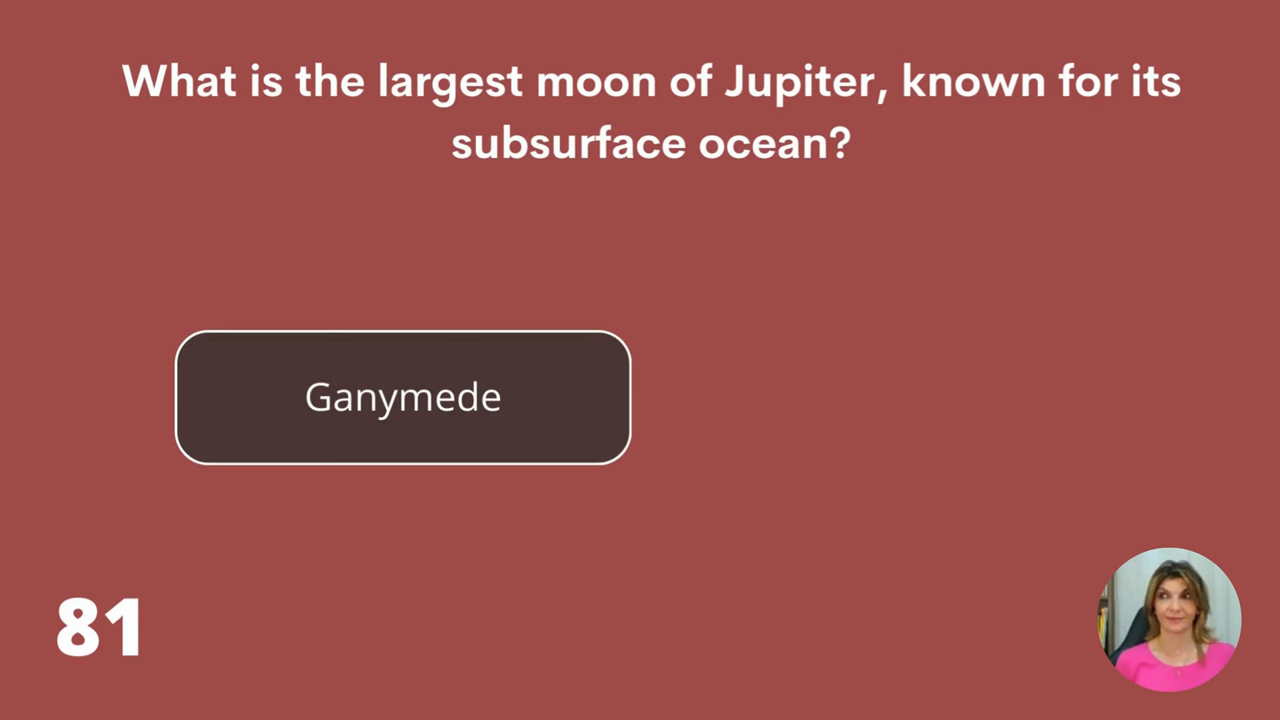 What is the largest moon of Jupiter, known for its
subsurface ocean?
Ganymede
81